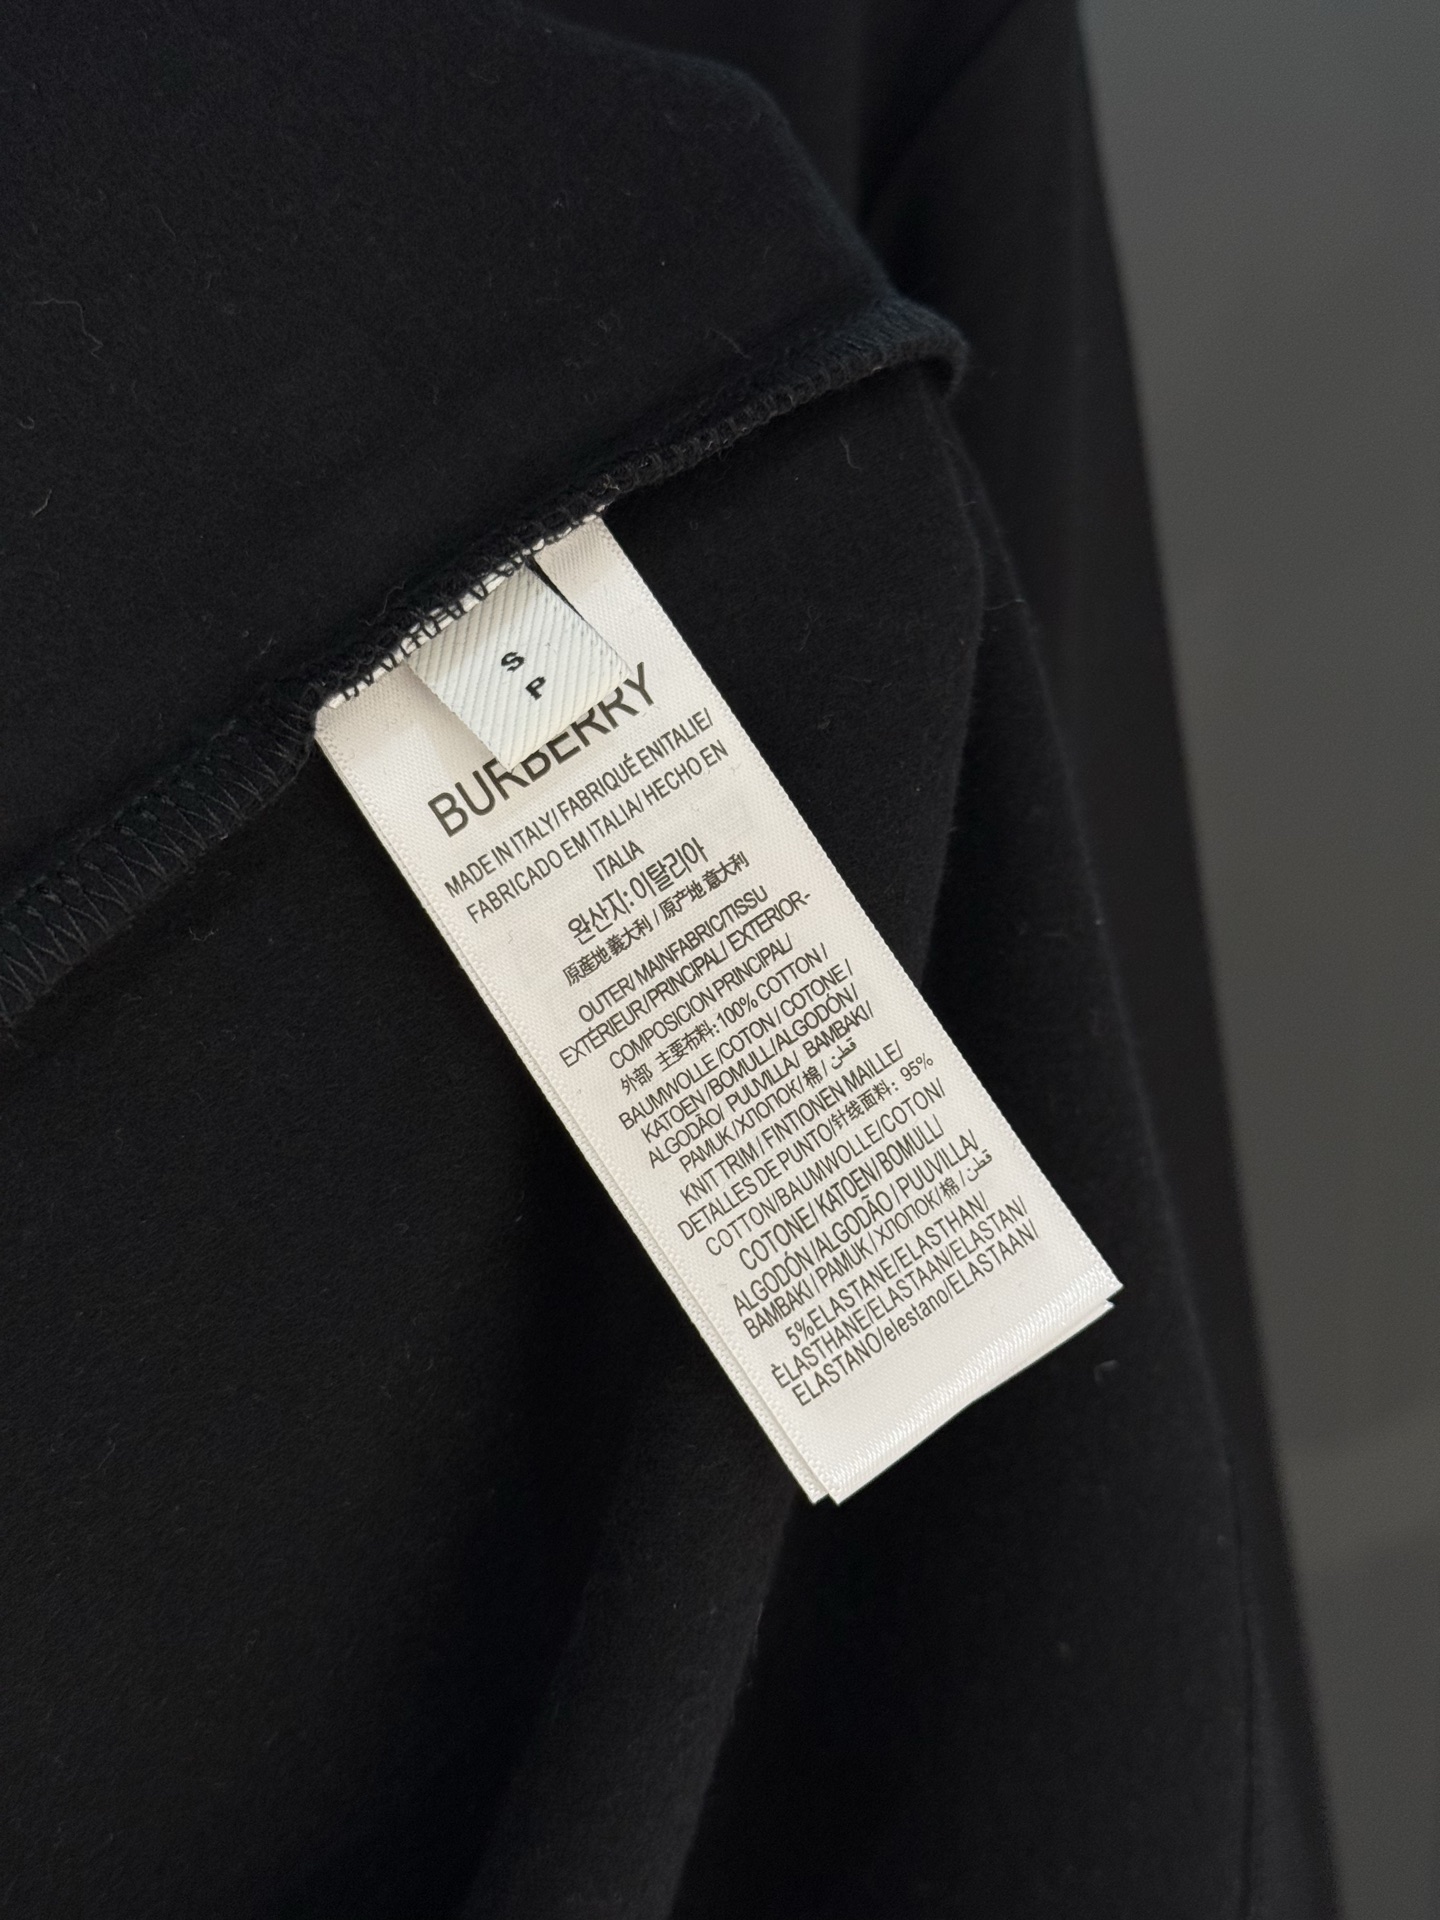 S
P
BURBERRY
MADE IN ITALY/ FABRIQUÉ ENITALIE/
FABRICADO EM ITALIA/ HECHO EN
ITALIA
완산지: 이탈리아
原産地 義大利 / 原产地 意大利
OUTER/ MAINFABRIC/TISSU
EXTÉRIEUR/PRINCIPAL/ EXTERIOR-
COMPOSICION PRINCIPAL/
外部 主要布料: 100% COTTON /
BAUMWOLLE /COTON / COTONE /
KATOEN /BOMULL/ALGODÓN/
ALGODÃO/ PUUVILLA/ BAMBAKI/
PAMUK /ХЛОПОК/ 棉 / قطن
KNIT TRIM / FINTIONEN MAILLE/
DETALLES DE PUNTO/针线面料: 95%
COTTON/BAUMWOLLE/COTON/
COTONE/ KATOEN/BOMULL/
ALGODÓN/ALGODÃO / PUUVILLA/
BAMBAKI / PAMUK / ХЛОПОК/ 棉 / قطن
5%ELASTANE/ELASTHAN/
ÈLASTHANE/ELASTAAN/ELASTAN/
ELASTANO/elestano/ELASTAANI/